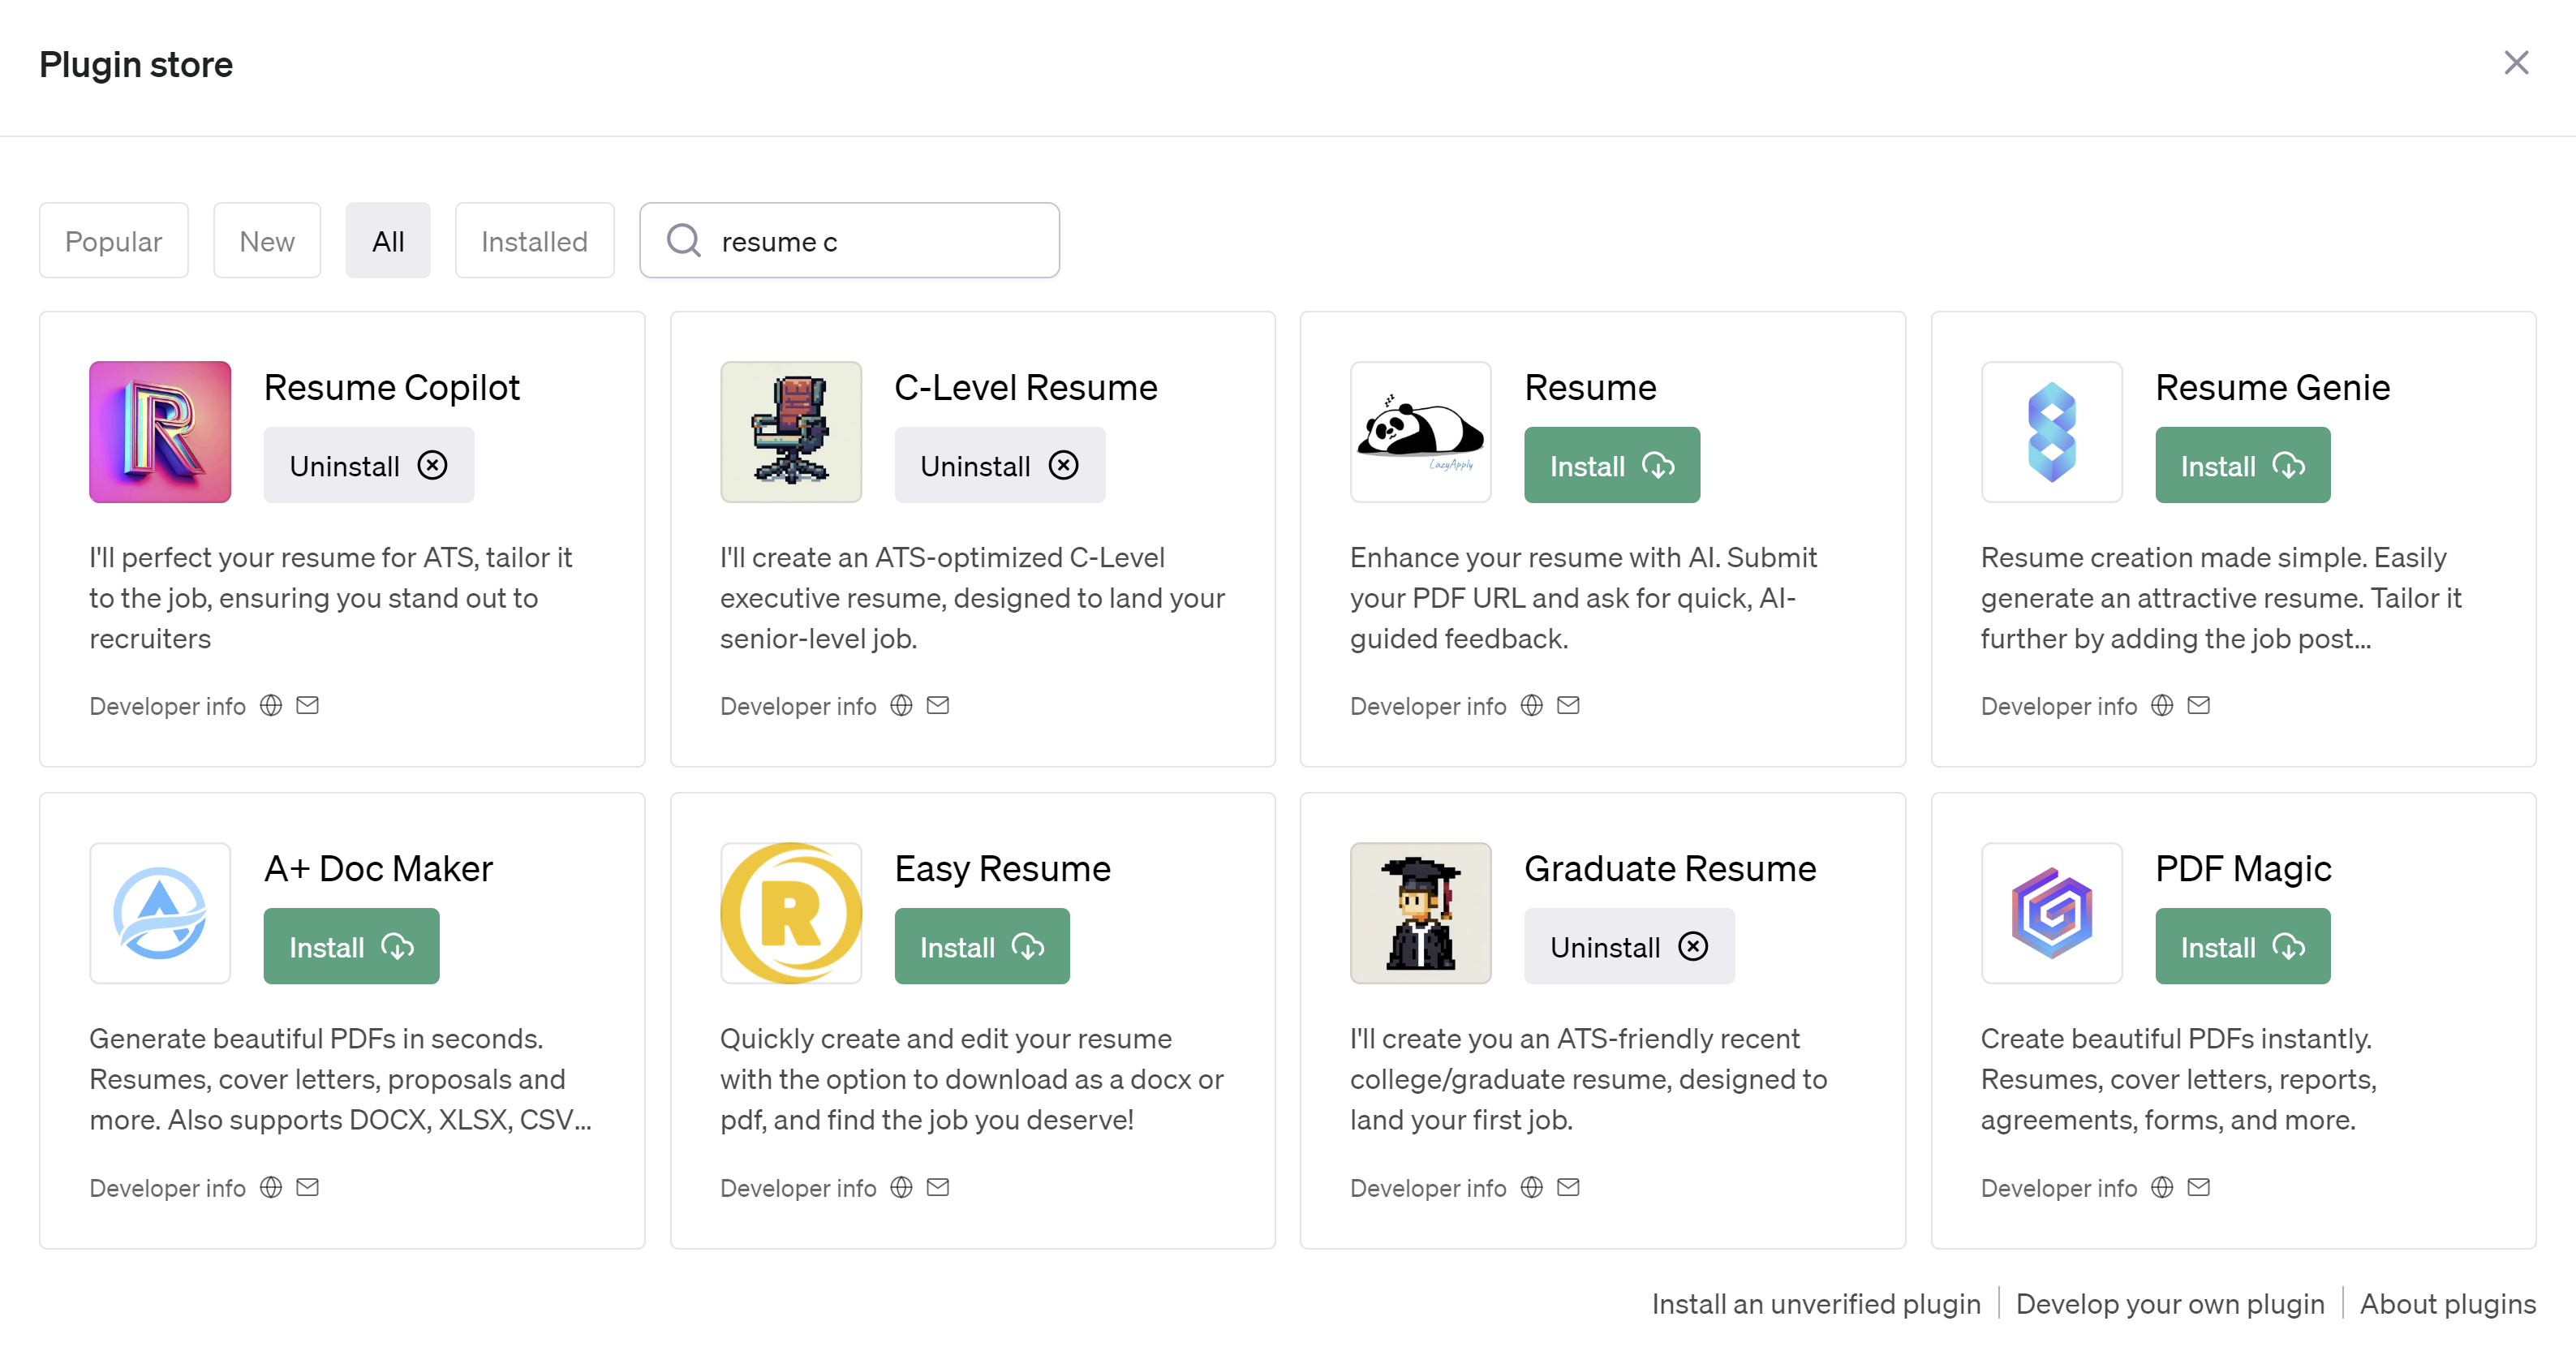 Plugin store
Popular
New
All
Installed
resume c
Resume Copilot
Uninstall
I'll perfect your resume for ATS, tailor it
to the job, ensuring you stand out to
recruiters
Developer info
C-Level Resume
Uninstall
I'll create an ATS-optimized C-Level
executive resume, designed to land your
senior-level job.
Developer info
LazyApply
Resume
Install
Enhance your resume with AI. Submit
your PDF URL and ask for quick, AI-
guided feedback.
Developer info
Resume Genie
Install
Resume creation made simple. Easily
generate an attractive resume. Tailor it
further by adding the job post...
Developer info
A+ Doc Maker
Install
Generate beautiful PDFs in seconds.
Resumes, cover letters, proposals and
more. Also supports DOCX, XLSX, CSV...
Developer info
Easy Resume
Install
Quickly create and edit your resume
with the option to download as a docx or
pdf, and find the job you deserve!
Developer info
Graduate Resume
Uninstall
I'll create you an ATS-friendly recent
college/graduate resume, designed to
land your first job.
Developer info
PDF Magic
Install
Create beautiful PDFs instantly.
Resumes, cover letters, reports,
agreements, forms, and more.
Developer info
Install an unverified plugin
Develop your own plugin
About plugins